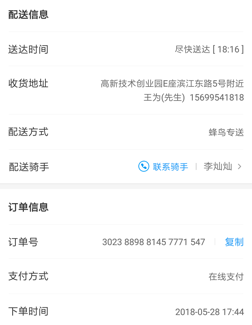 配送信息
送达时间 尽快送达 [ 18:16 ]
收货地址 高新技术创业园E座滨江东路5号附近
王为(先生) 15699541818
配送方式 蜂鸟专送
配送骑手 联系骑手 李灿灿
订单信息
订单号 3023 8898 8145 7771 547 复制
支付方式 在线支付
下单时间 2018-05-28 17:44